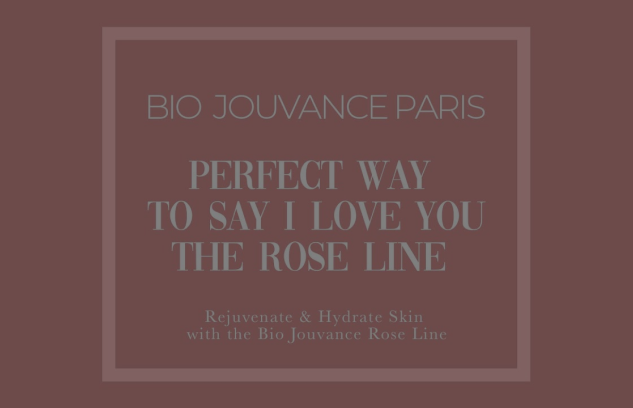 BIO JOUVANCE PARIS
PERFECT WAY
TO SAY I LOVE YOU
THE ROSE LINE
Rejuvenate & Hydrate Skin
with the Bio Jouvance Rose Line